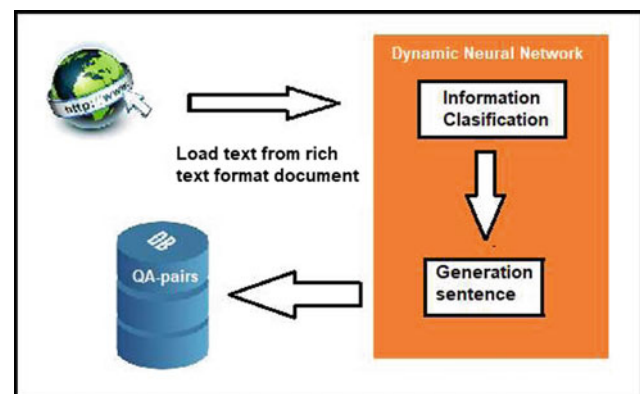 Dynamic Neural Network
http://www
Information
Clasification
Load text from rich
text format document
DB
QA-pairs
Generation
sentence